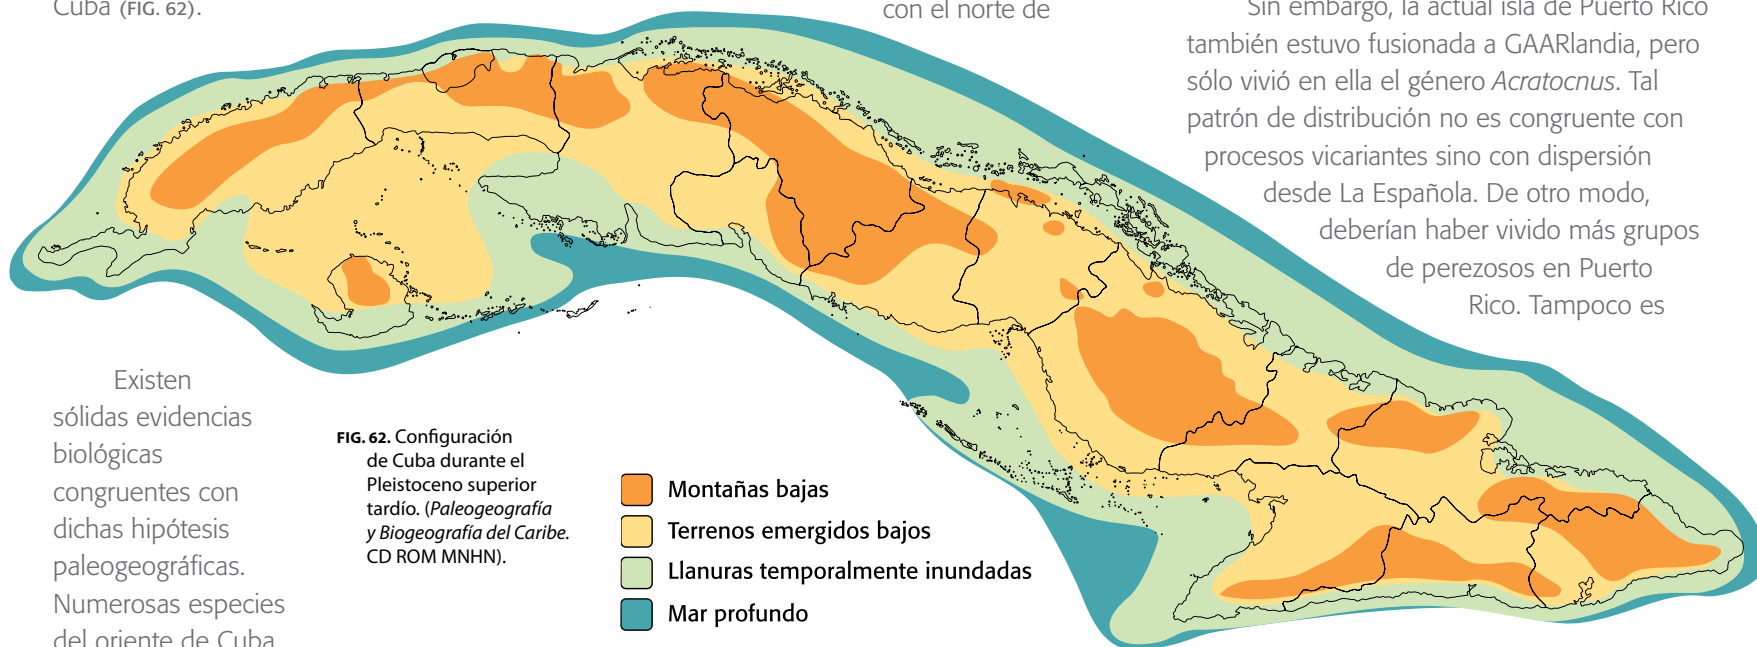 Cuba (FIG. 62).
Existen
sólidas evidencias
biológicas
congruentes con
dichas hipótesis
paleogeográficas.
Numerosas especies
del oriente de Cuba
FIG. 62. Configuración
de Cuba durante el
Pleistoceno superior
tardío. (Paleogeografía
y Biogeografía del Caribe.
CD ROM MNHN).
Montañas bajas
Terrenos emergidos bajos
Llanuras temporalmente inundadas
Mar profundo
con el norte de
Sin embargo, la actual isla de Puerto Rico
también estuvo fusionada a GAARlandia, pero
sólo vivió en ella el género Acratocnus. Tal
patrón de distribución no es congruente con
procesos vicariantes sino con dispersión
desde La Española. De otro modo,
deberían haber vivido más grupos
de perezosos en Puerto
Rico. Tampoco es